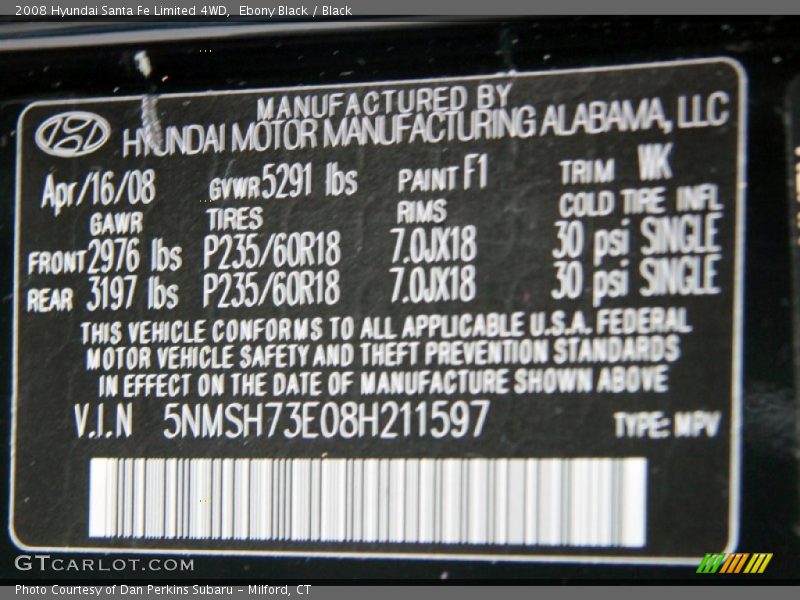 2008 Hyundai Santa Fe Limited 4WD, Ebony Black / Black
MANUFACTURED BY
HYUNDAI MOTOR MANUFACTURING ALABAMA, LLC
Apr/16/08 GVWR 5291 lbs PAINT F1 TRIM WK
GAWR TIRES RIMS COLD TIRE INFL
FRONT 2976 lbs P235/60R18 7.0JX18 30 psi SINGLE
REAR 3197 lbs P235/60R18 7.0JX18 30 psi SINGLE
THIS VEHICLE CONFORMS TO ALL APPLICABLE U.S.A. FEDERAL
MOTOR VEHICLE SAFETY AND THEFT PREVENTION STANDARDS
IN EFFECT ON THE DATE OF MANUFACTURE SHOWN ABOVE
V.I.N 5NMSH73E08H211597 TYPE: MPV
GTCARLOT.COM
Photo Courtesy of Dan Perkins Subaru - Milford, CT